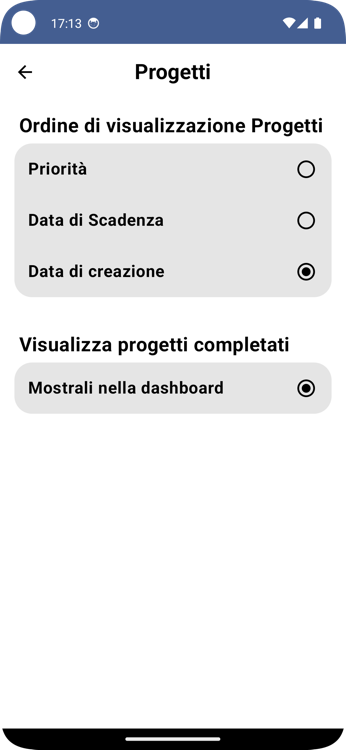 17:13
Progetti
Ordine di visualizzazione Progetti
Priorità
Data di Scadenza
Data di creazione
Visualizza progetti completati
Mostrali nella dashboard